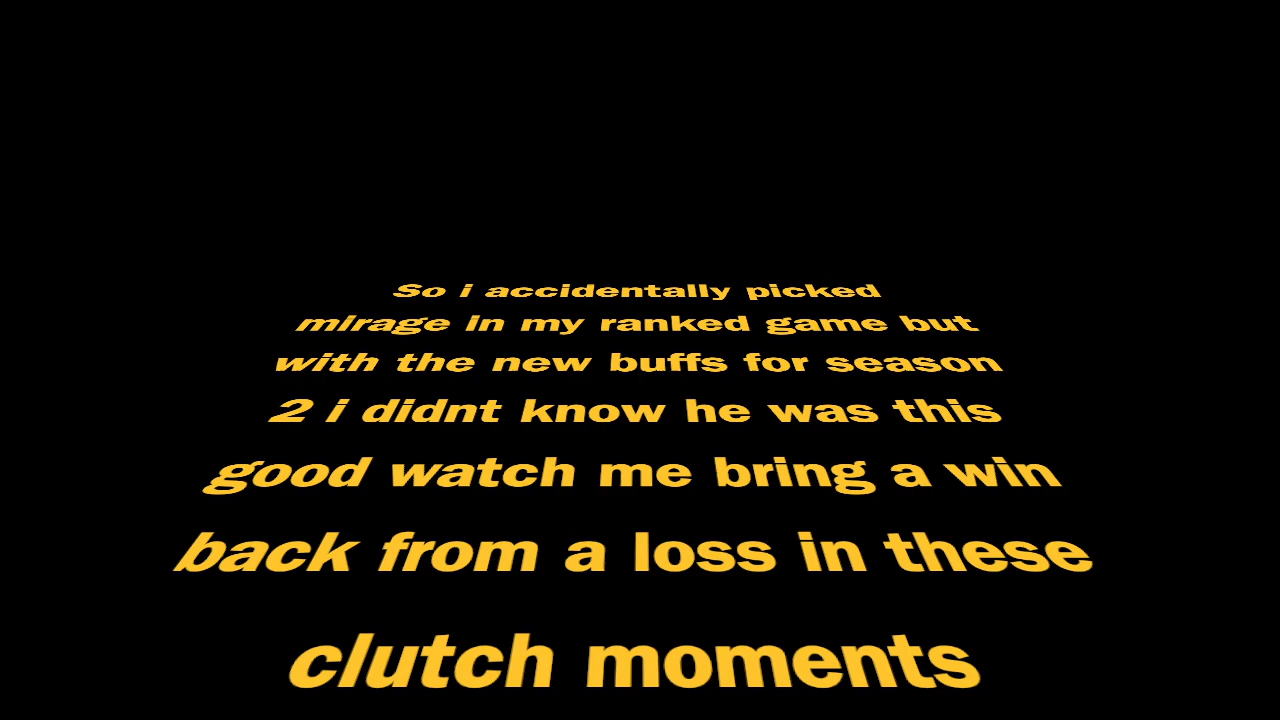 So i accidentally picked
mirage in my ranked game but
with the new buffs for season
2 i didnt know he was this
good watch me bring a win
back from a loss in these
clutch moments